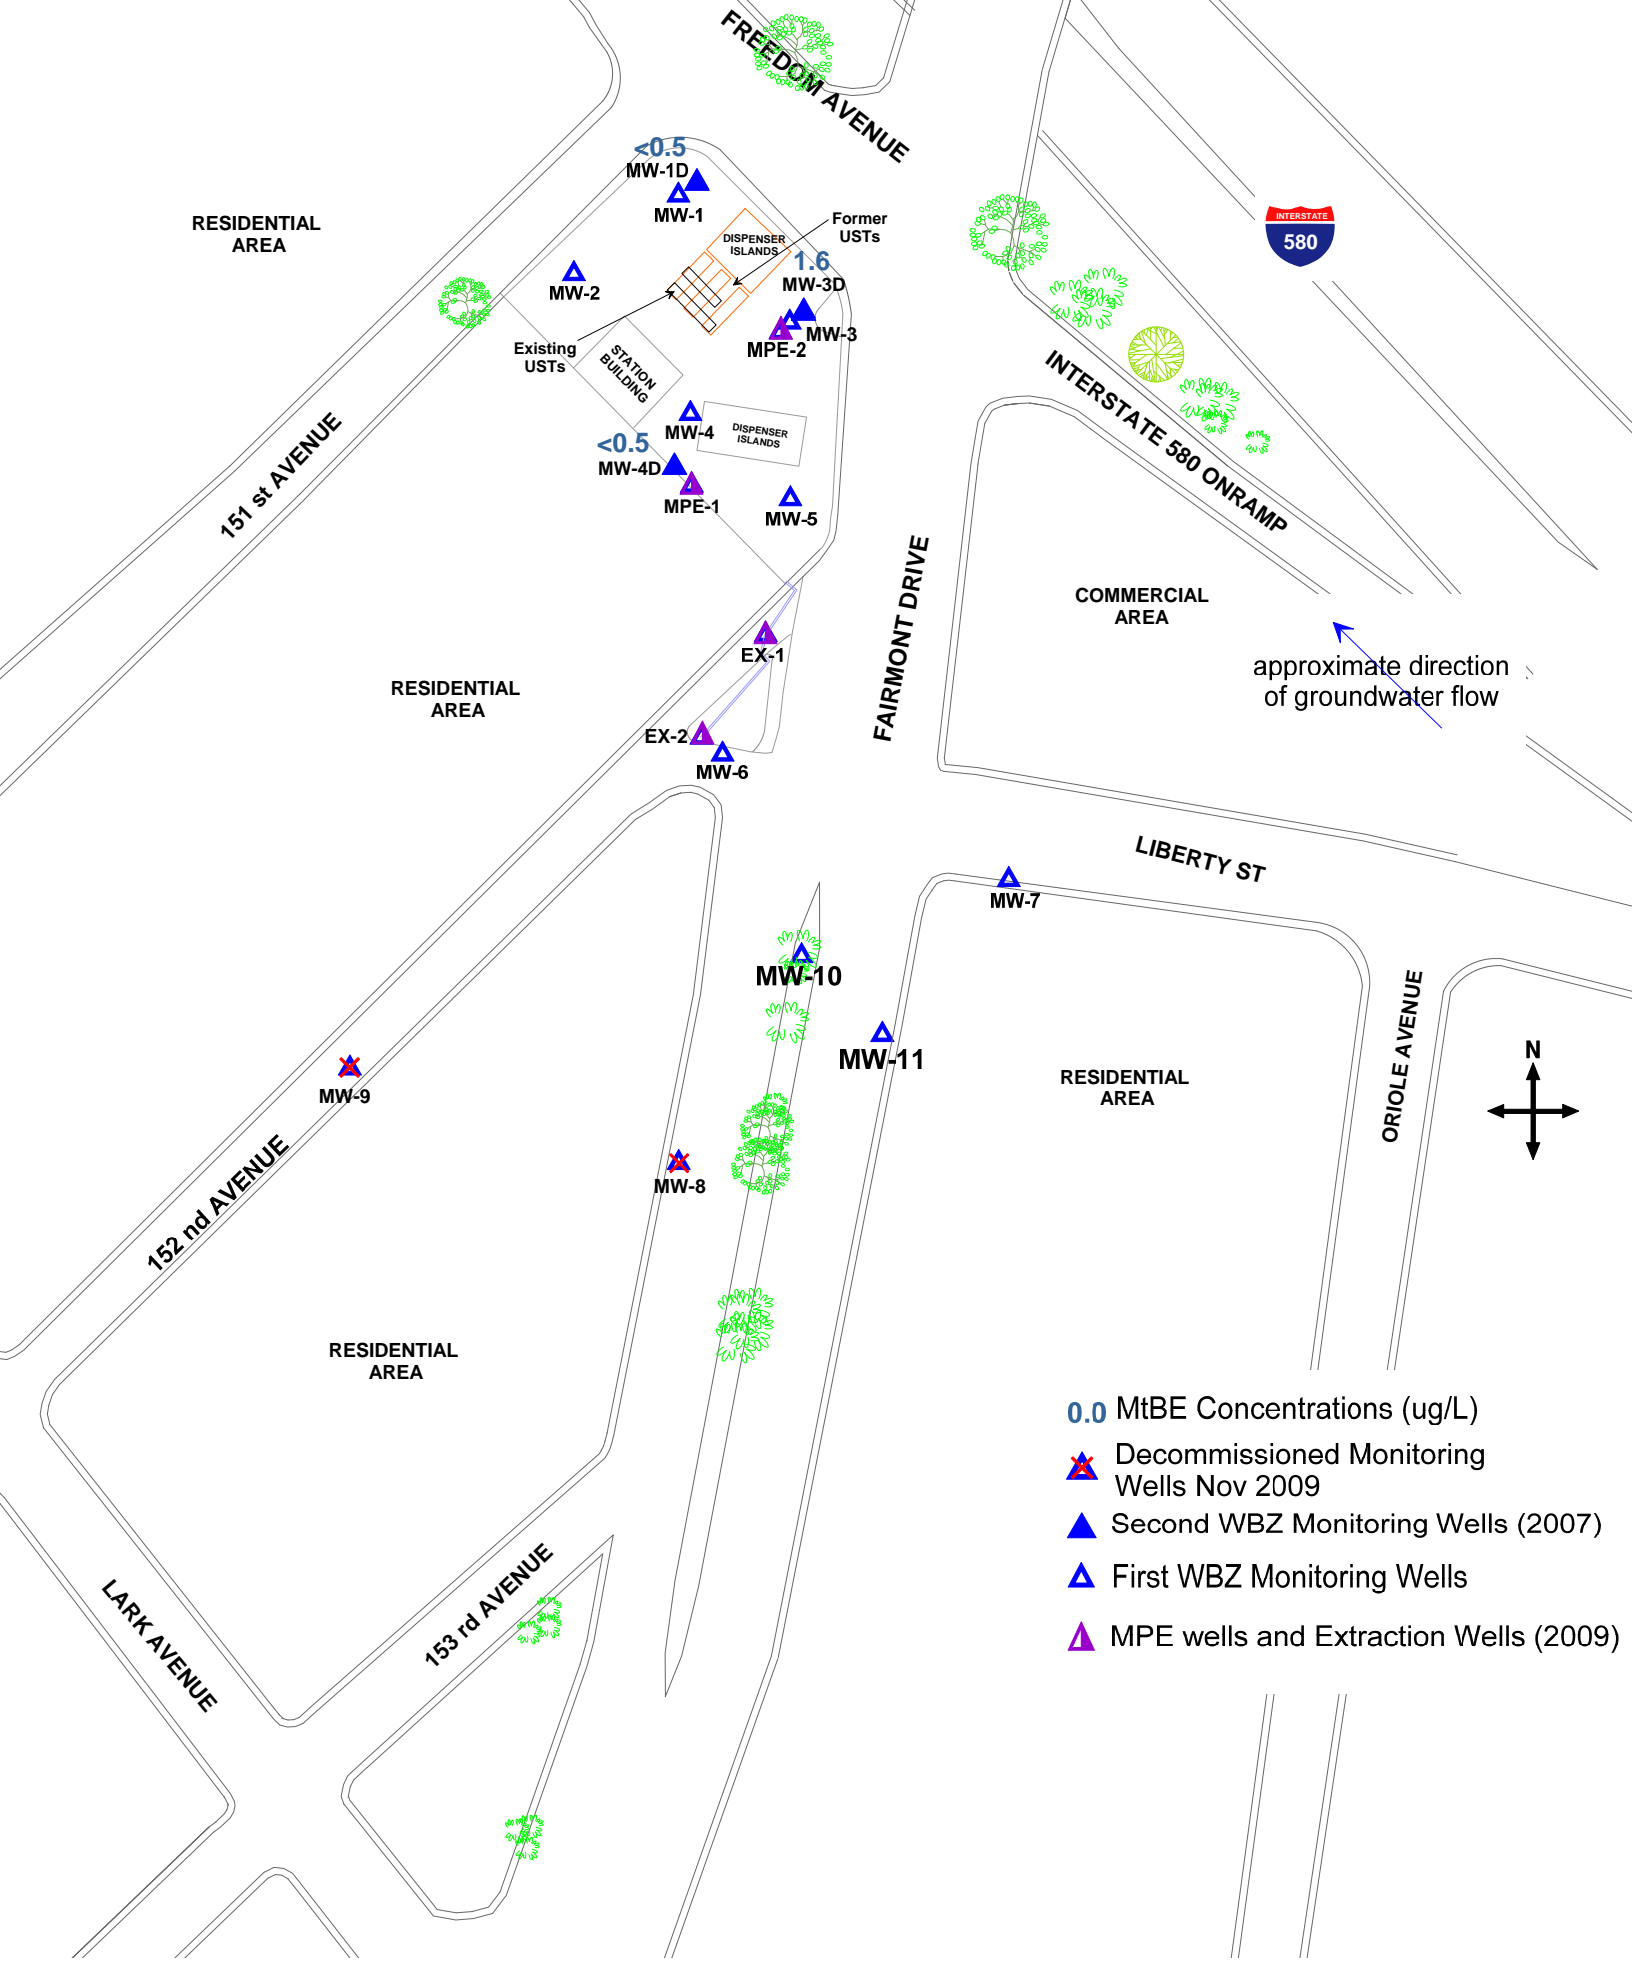 FREEDOM AVENUE
<0.5
MW-1D
MW-1
RESIDENTIAL
AREA
Former
USTs
DISPENSER
ISLANDS
INTERSTATE
580
1.6
MW-3D
MW-2
MW-3
MPE-2
Existing
USTs
STATION
BUILDING
INTERSTATE 580 ONRAMP
MW-4
DISPENSER
ISLANDS
<0.5
MW-4D
MPE-1
MW-5
151 st AVENUE
FAIRMONT DRIVE
COMMERCIAL
AREA
EX-1
approximate direction
of groundwater flow
RESIDENTIAL
AREA
EX-2
MW-6
LIBERTY ST
MW-7
MW-10
MW-11
ORIOLE AVENUE
N
RESIDENTIAL
AREA
MW-9
MW-8
152 nd AVENUE
RESIDENTIAL
AREA
0.0 MtBE Concentrations (ug/L)
Decommissioned Monitoring
Wells Nov 2009
Second WBZ Monitoring Wells (2007)
First WBZ Monitoring Wells
MPE wells and Extraction Wells (2009)
153 rd AVENUE
LARK AVENUE